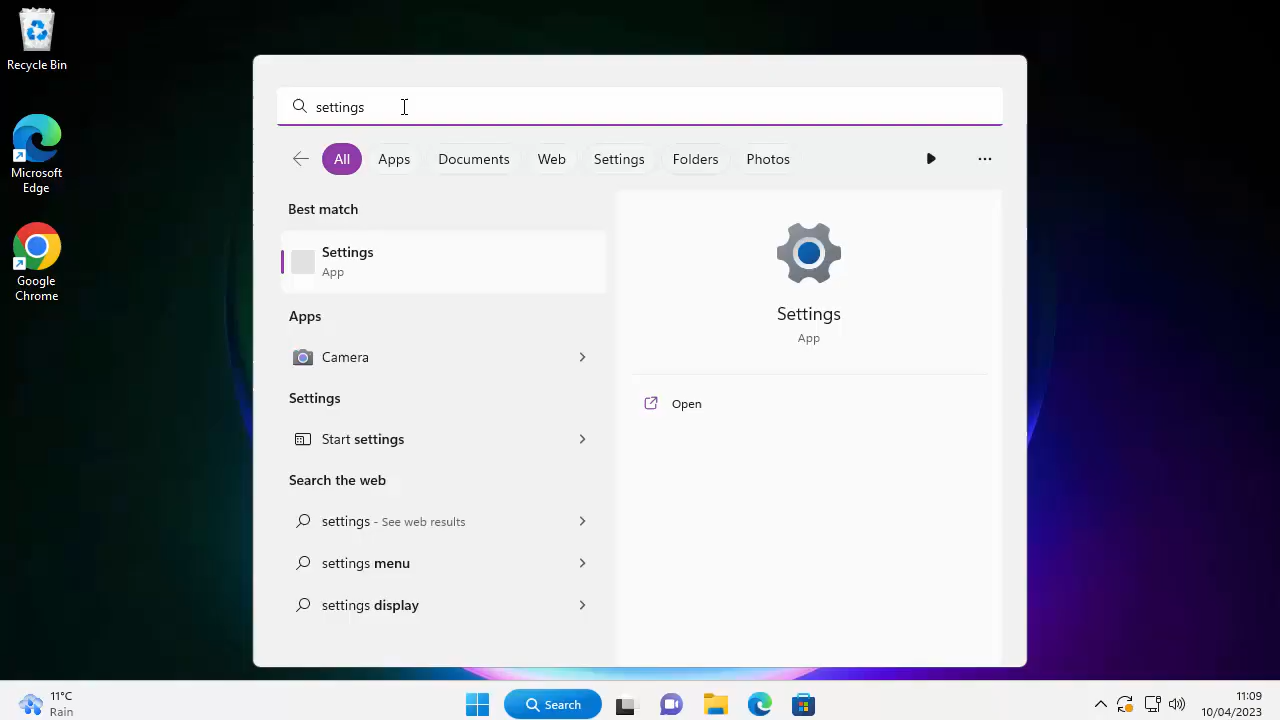 Recycle Bin
Microsoft
Edge
Google
Chrome
settings
All
Apps
Documents
Web
Settings
Folders
Photos
Best match
Settings
App
Apps
Camera
Settings
Start settings
Search the web
settings - See web results
settings menu
settings display
Settings
App
Open
11°C
Rain
Search
11:09
10/04/2023